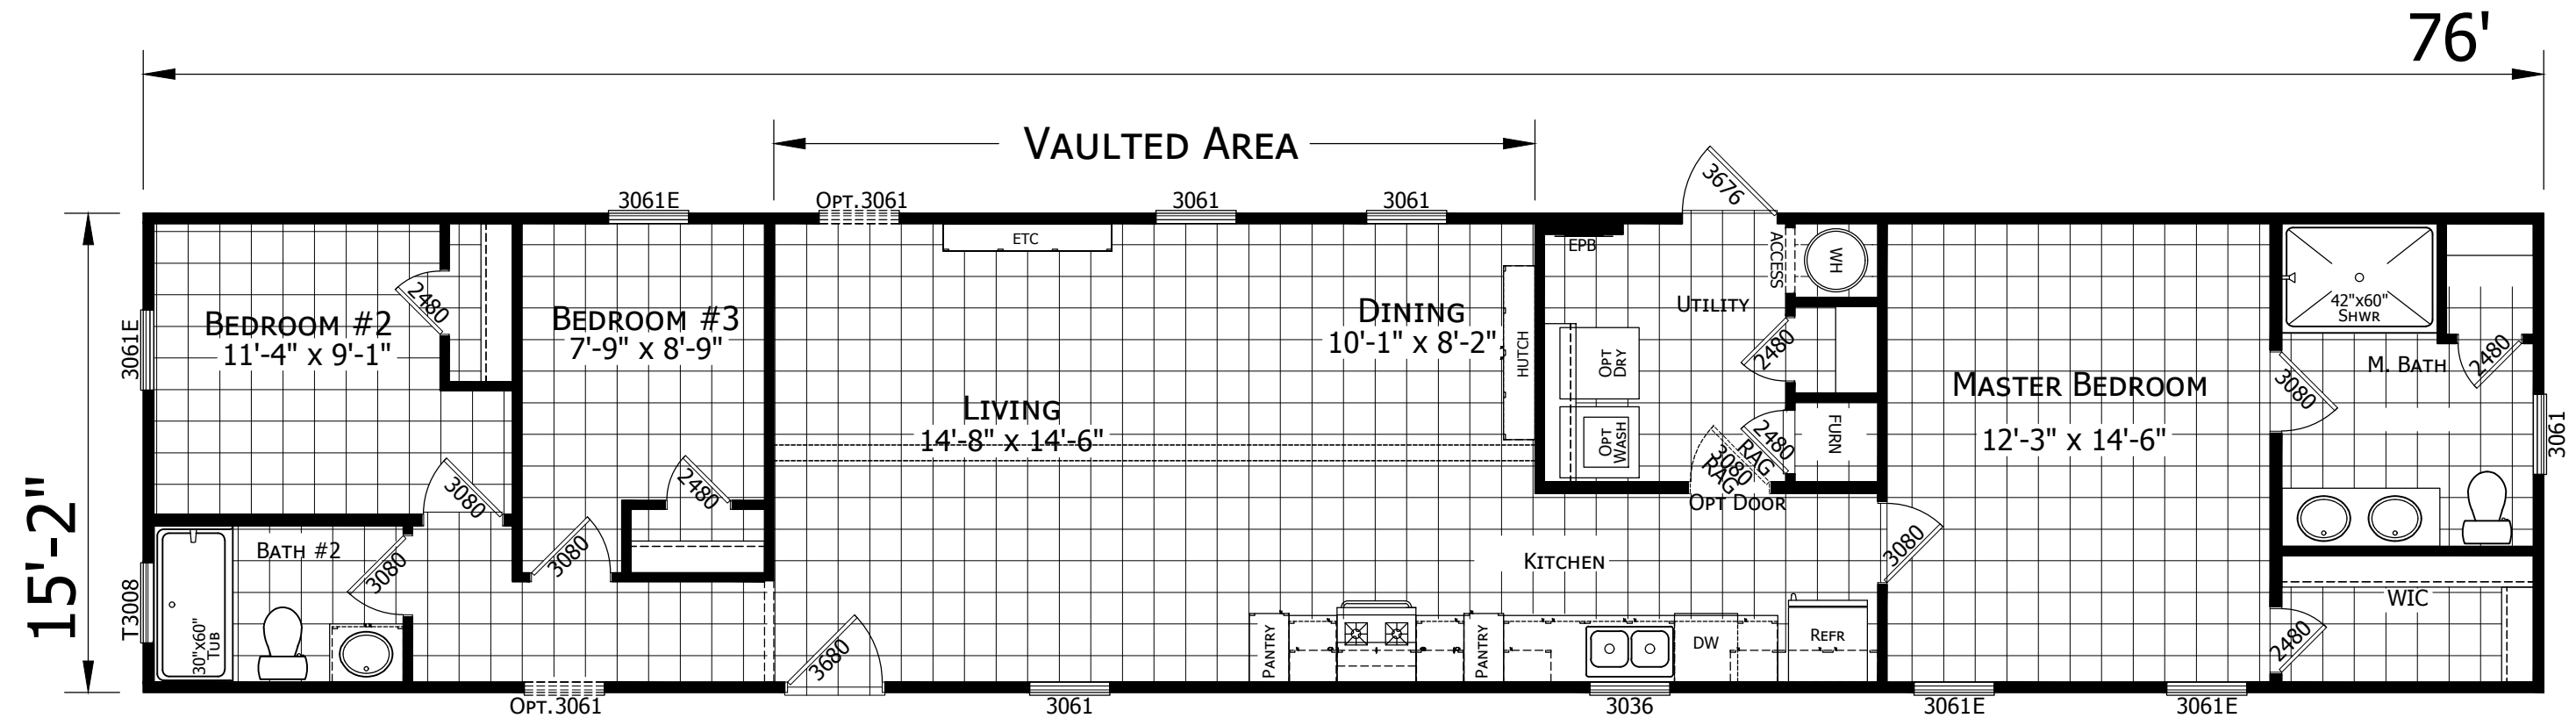 76'
VAULTED AREA
3676
3061E
OPT.3061
3061
3061
ETC
EPB
ACCESS
WH
UTILITY
42"x60"
SHWR
2480
BEDROOM #2
11'-4" x 9'-1"
3061E
BEDROOM #3
7'-9" x 8'-9"
DINING
10'-1" x 8'-2"
HUTCH
OPT
DRY
2480
M. BATH
2480
3080
MASTER BEDROOM
12'-3" x 14'-6"
LIVING
14'-8" x 14'-6"
OPT
WASH
2480
FURN
RAG
3080
RAG
OPT DOOR
3061
3080
2480
15'-2"
BATH #2
3080
3080
KITCHEN
3080
T3008
30"x60"
TUB
3680
PANTRY
PANTRY
DW
REFR
WIC
2480
OPT.3061
3061
3036
3061E
3061E